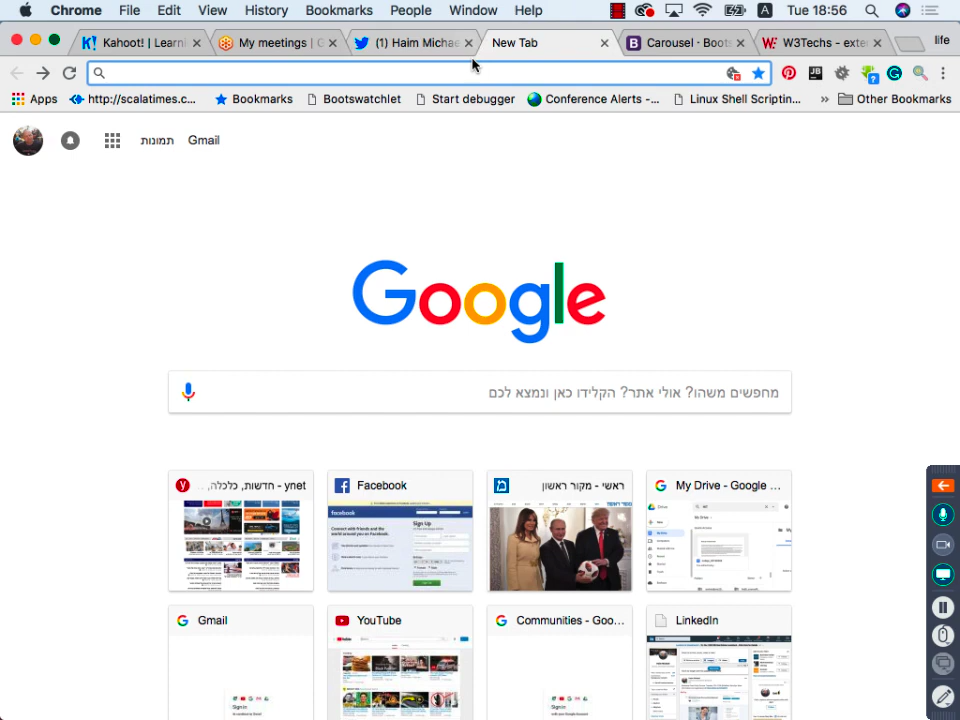 Chrome File Edit View History Bookmarks People Window Help Tue 18:56
Kahoot! | Learni
My meetings | G
(1) Haim Michae
New Tab
Carousel · Boots
W3Techs - exte
life
Apps
http://scalatimes.c...
Bookmarks
Bootswatchlet
Start debugger
Conference Alerts -...
Linux Shell Scriptin...
»
Other Bookmarks
תמונות Gmail
Google
מחפשים משהו? אולי אתר? הקלידו כאן ונמצא לכם
ynet - חדשות, כלכלה, ...
Facebook
ראשי - מקור ראשון
My Drive - Google ...
Gmail
YouTube
Communities - Goo...
LinkedIn